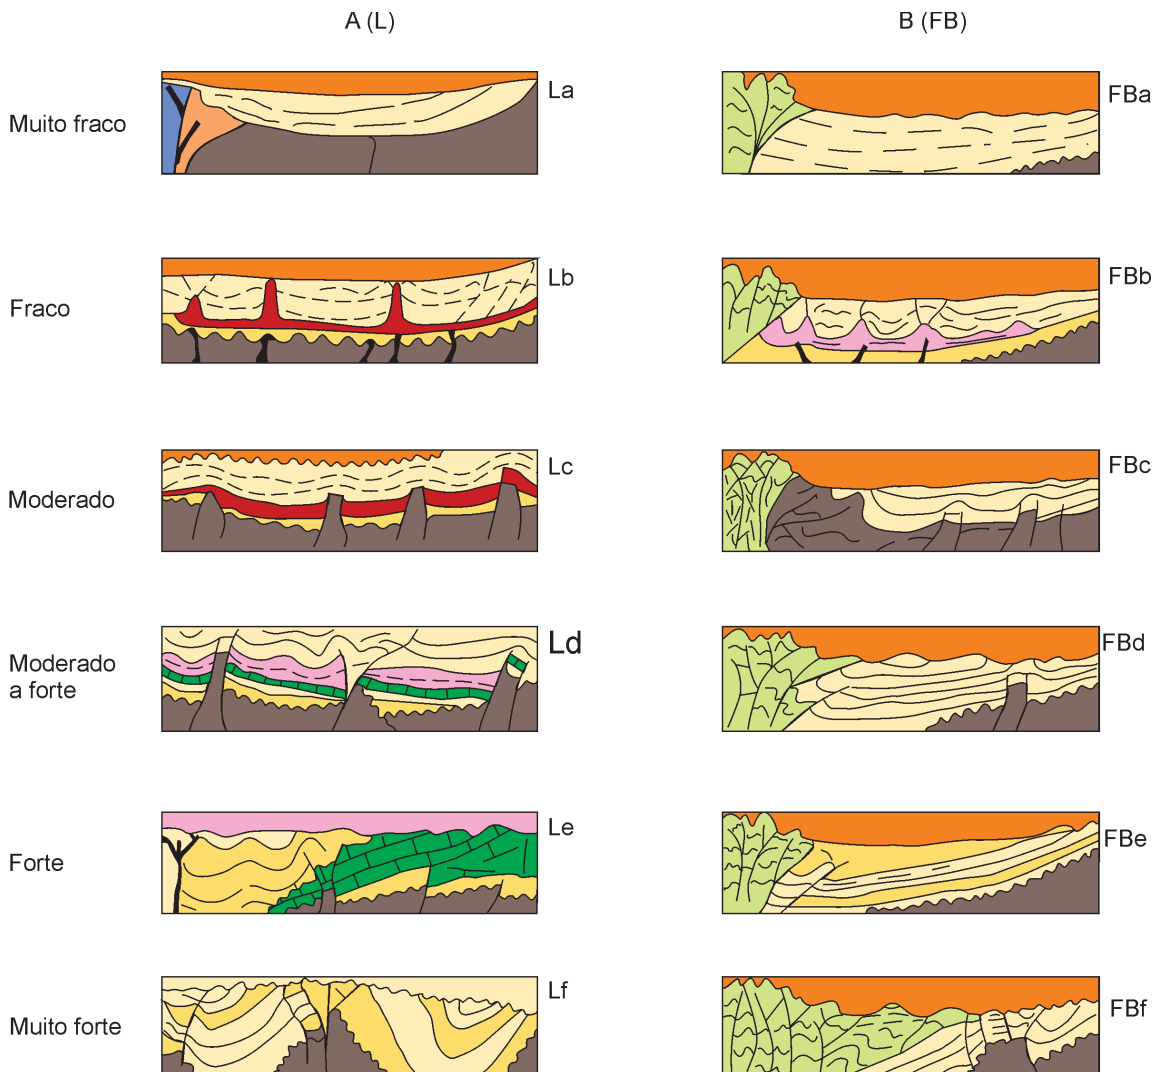 A (L)
B (FB)
Muito fraco
La
FBa
Fraco
Lb
FBb
Moderado
Lc
FBc
Moderado
a forte
Ld
FBd
Forte
Le
FBe
Muito forte
Lf
FBf